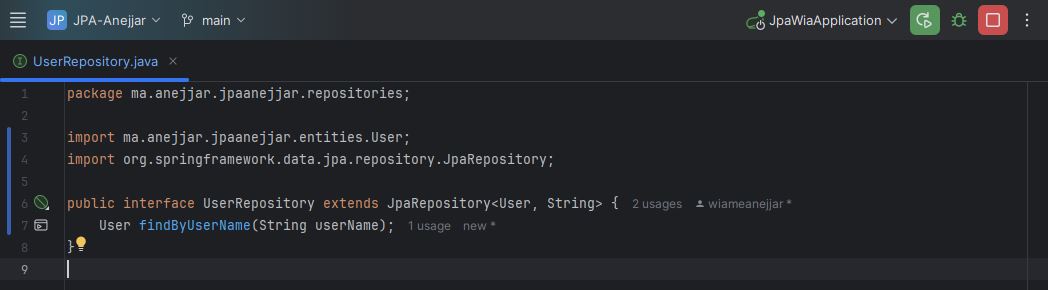 JP JPA-Anejjar main JpaWiaApplication
UserRepository.java
1 package ma.anejjar.jpaanejjar.repositories;
2
3 import ma.anejjar.jpaanejjar.entities.User;
4 import org.springframework.data.jpa.repository.JpaRepository;
5
6 public interface UserRepository extends JpaRepository<User, String> { 2 usages wiameanejjar *
7 User findByUserName(String userName); 1 usage new *
8 }
9